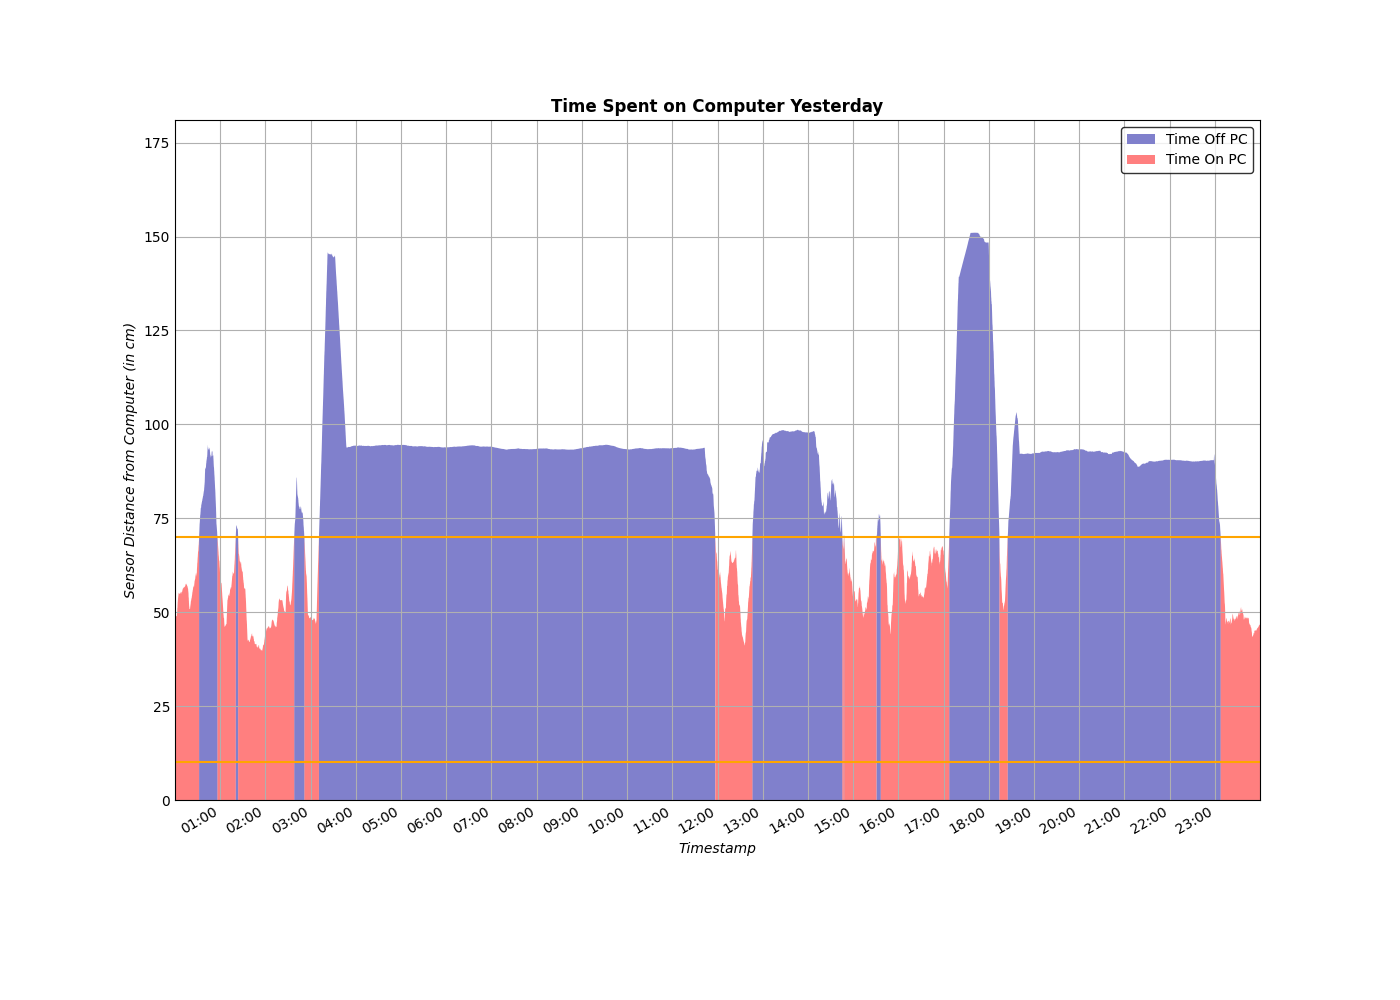 Time Spent on Computer Yesterday
Time Off PC
Time On PC
Sensor Distance from Computer (in cm)
175
150
125
100
75
50
25
0
01:00 02:00 03:00 04:00 05:00 06:00 07:00 08:00 09:00 10:00 11:00 12:00 13:00 14:00 15:00 16:00 17:00 18:00 19:00 20:00 21:00 22:00 23:00
Timestamp